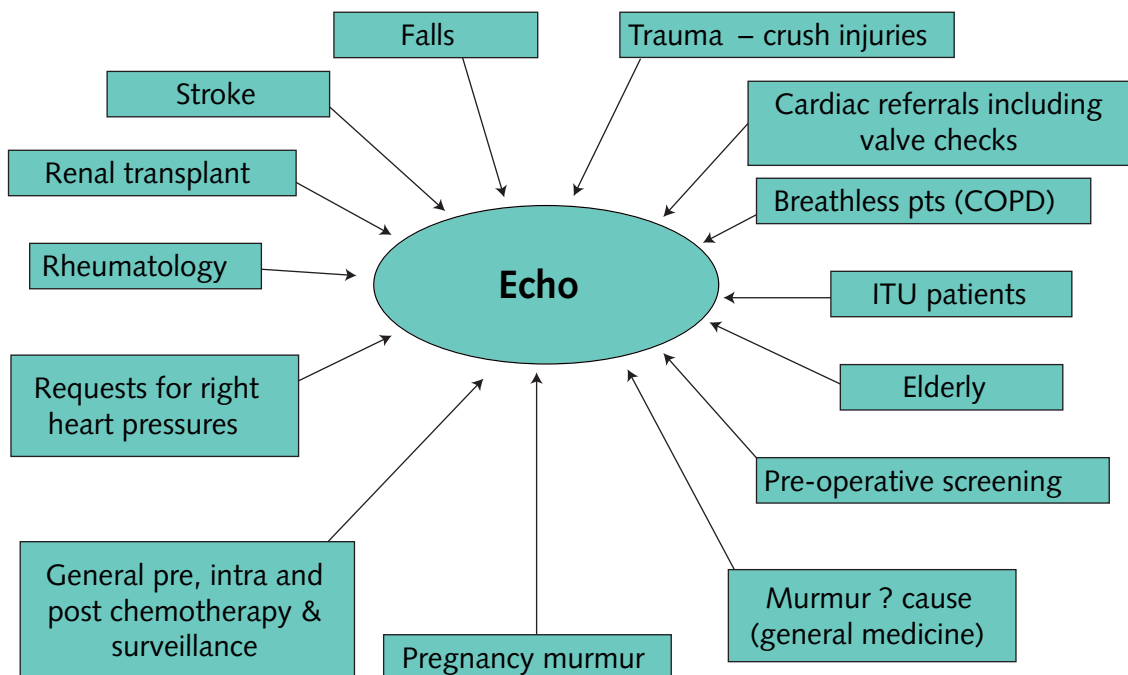 Falls
Trauma – crush injuries
Stroke
Cardiac referrals including
valve checks
Renal transplant
Breathless pts (COPD)
Rheumatology
Echo
ITU patients
Requests for right
heart pressures
Elderly
Pre-operative screening
General pre, intra and
post chemotherapy &
surveillance
Murmur ? cause
(general medicine)
Pregnancy murmur